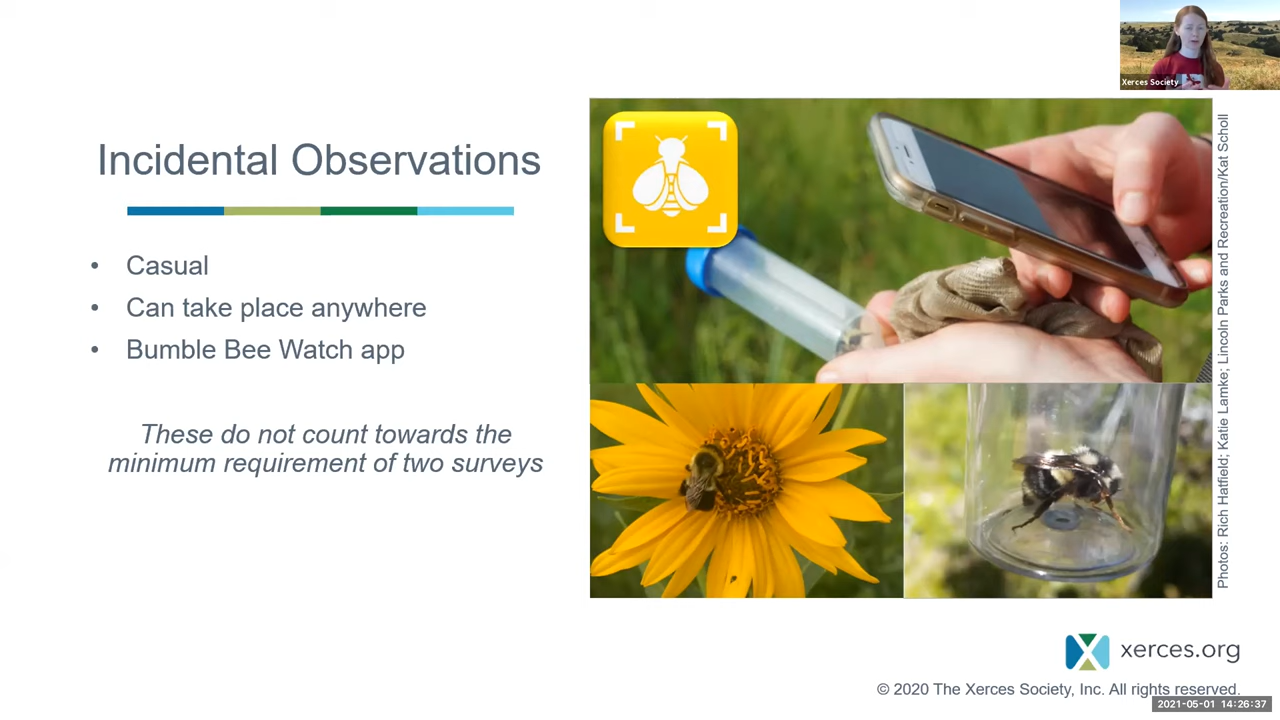 Xerces Society
Incidental Observations
• Casual
• Can take place anywhere
• Bumble Bee Watch app
These do not count towards the
minimum requirement of two surveys
Photos: Rich Hatfield; Katie Lamke; Lincoln Parks and Recreation/Kat Scholl
xerces.org
© 2020 The Xerces Society, Inc. All rights reserved.
2021-05-01 14:26:37